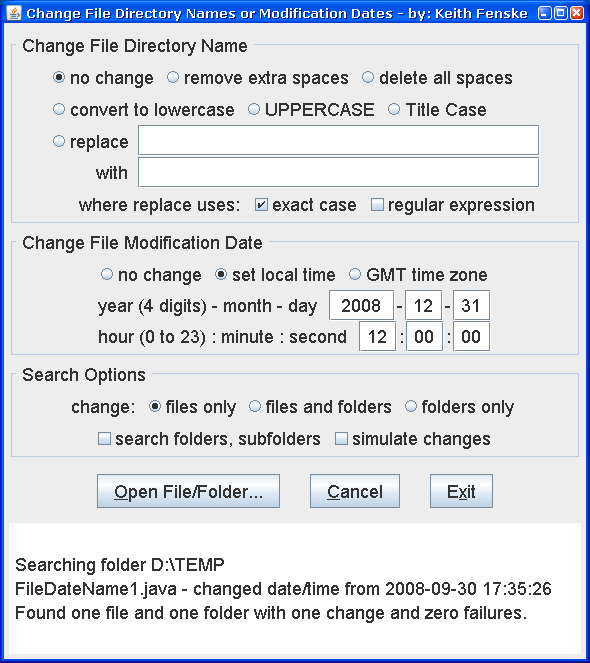 Change File Directory Names or Modification Dates - by: Keith Fenske
Change File Directory Name
no change remove extra spaces delete all spaces
convert to lowercase UPPERCASE Title Case
replace
with
where replace uses: exact case regular expression
Change File Modification Date
no change set local time GMT time zone
year (4 digits) - month - day 2008 - 12 - 31
hour (0 to 23) : minute : second 12 : 00 : 00
Search Options
change: files only files and folders folders only
search folders, subfolders simulate changes
Open File/Folder... Cancel Exit
Searching folder D:\TEMP
FileDateName1.java - changed date/time from 2008-09-30 17:35:26
Found one file and one folder with one change and zero failures.